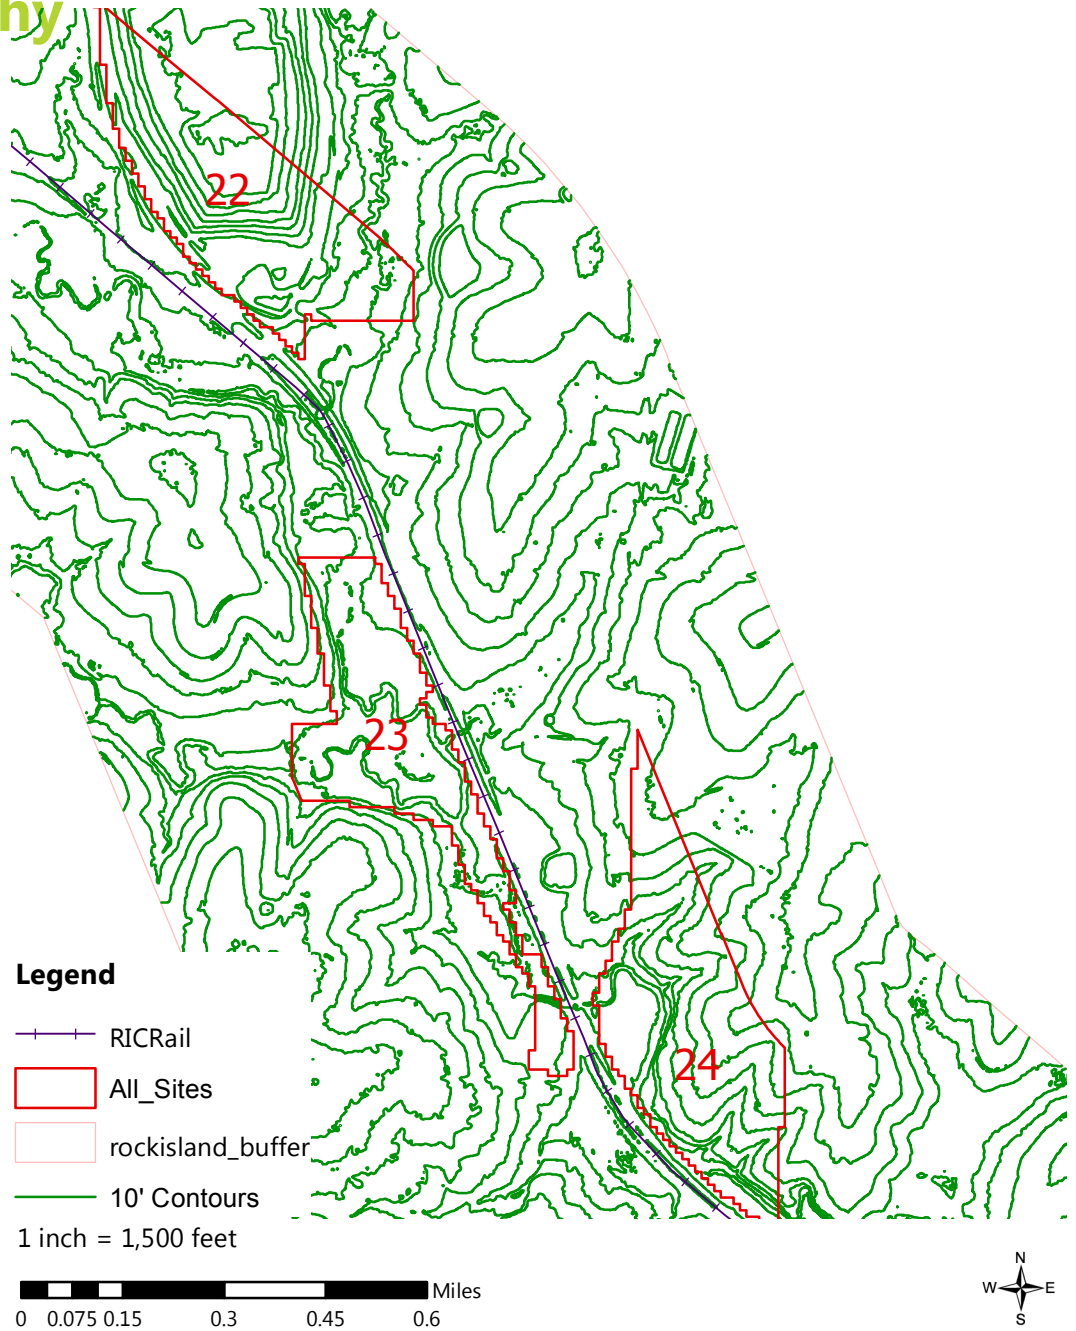 hy
22
23
24
Legend
RICRail
All_Sites
rockisland_buffer
10' Contours
1 inch = 1,500 feet
Miles
0 0.075 0.15 0.3 0.45 0.6
N
W E
S